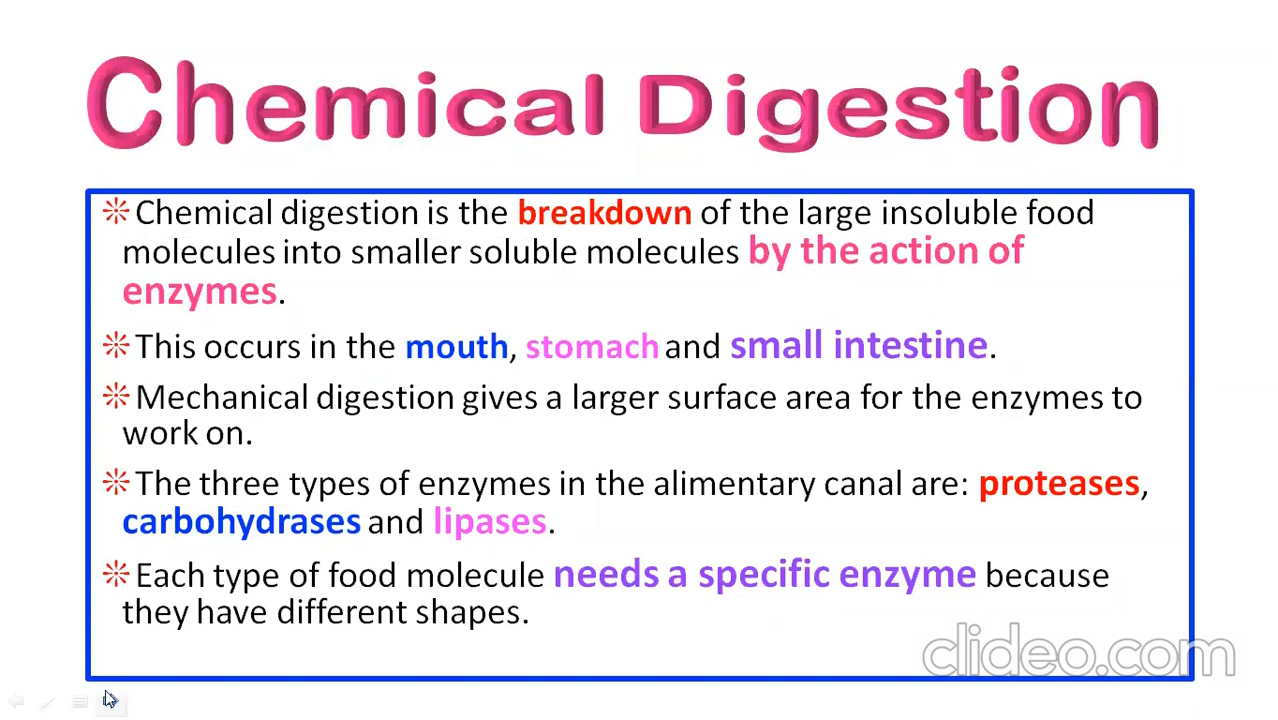 Chemical Digestion
Chemical digestion is the breakdown of the large insoluble food
molecules into smaller soluble molecules by the action of
enzymes.
This occurs in the mouth, stomach and small intestine.
Mechanical digestion gives a larger surface area for the enzymes to
work on.
The three types of enzymes in the alimentary canal are: proteases,
carbohydrases and lipases.
Each type of food molecule needs a specific enzyme because
they have different shapes.
clideo.com